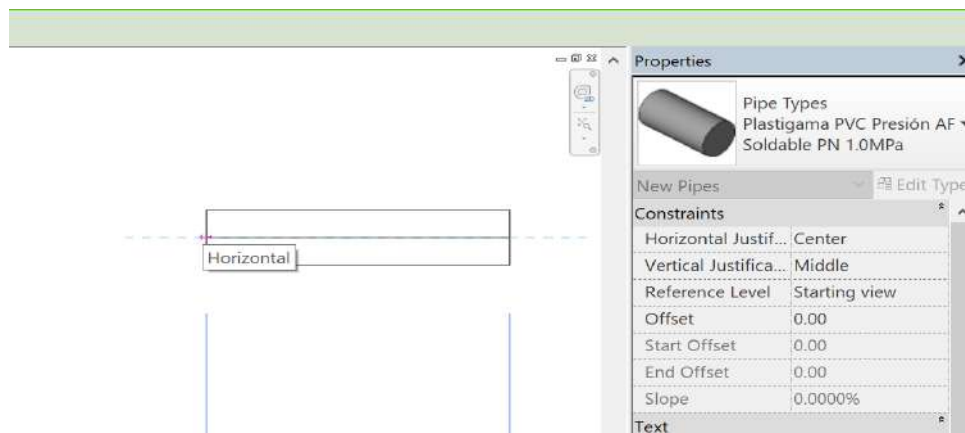 Properties
Pipe Types
Plastigama PVC Presión AF
Soldable PN 1.0MPa
New Pipes
Edit Type
Constraints
Horizontal Justif... Center
Vertical Justifica... Middle
Reference Level Starting view
Offset 0.00
Start Offset 0.00
End Offset 0.00
Slope 0.0000%
Text
Horizontal